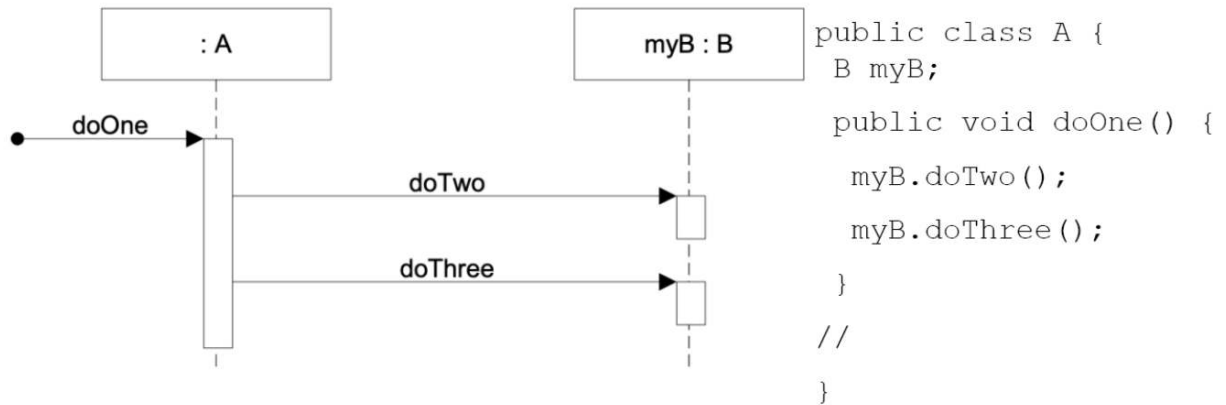 : A
myB : B
doOne
doTwo
doThree
public class A {
B myB;
public void doOne() {
myB.doTwo();
myB.doThree();
}
//
}